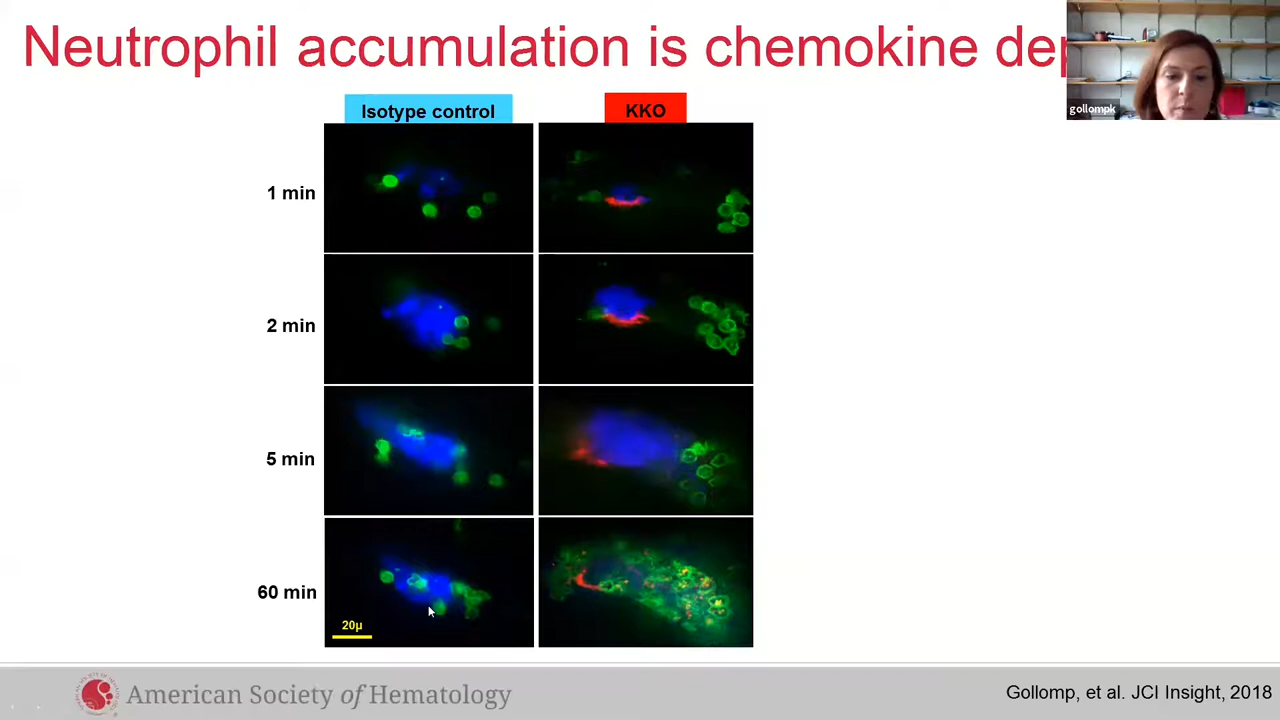 Neutrophil accumulation is chemokine
gollompk
Isotype control
KKO
1 min
2 min
5 min
60 min
20µ
American Society of Hematology
Gollomp, et al. JCI Insight, 2018